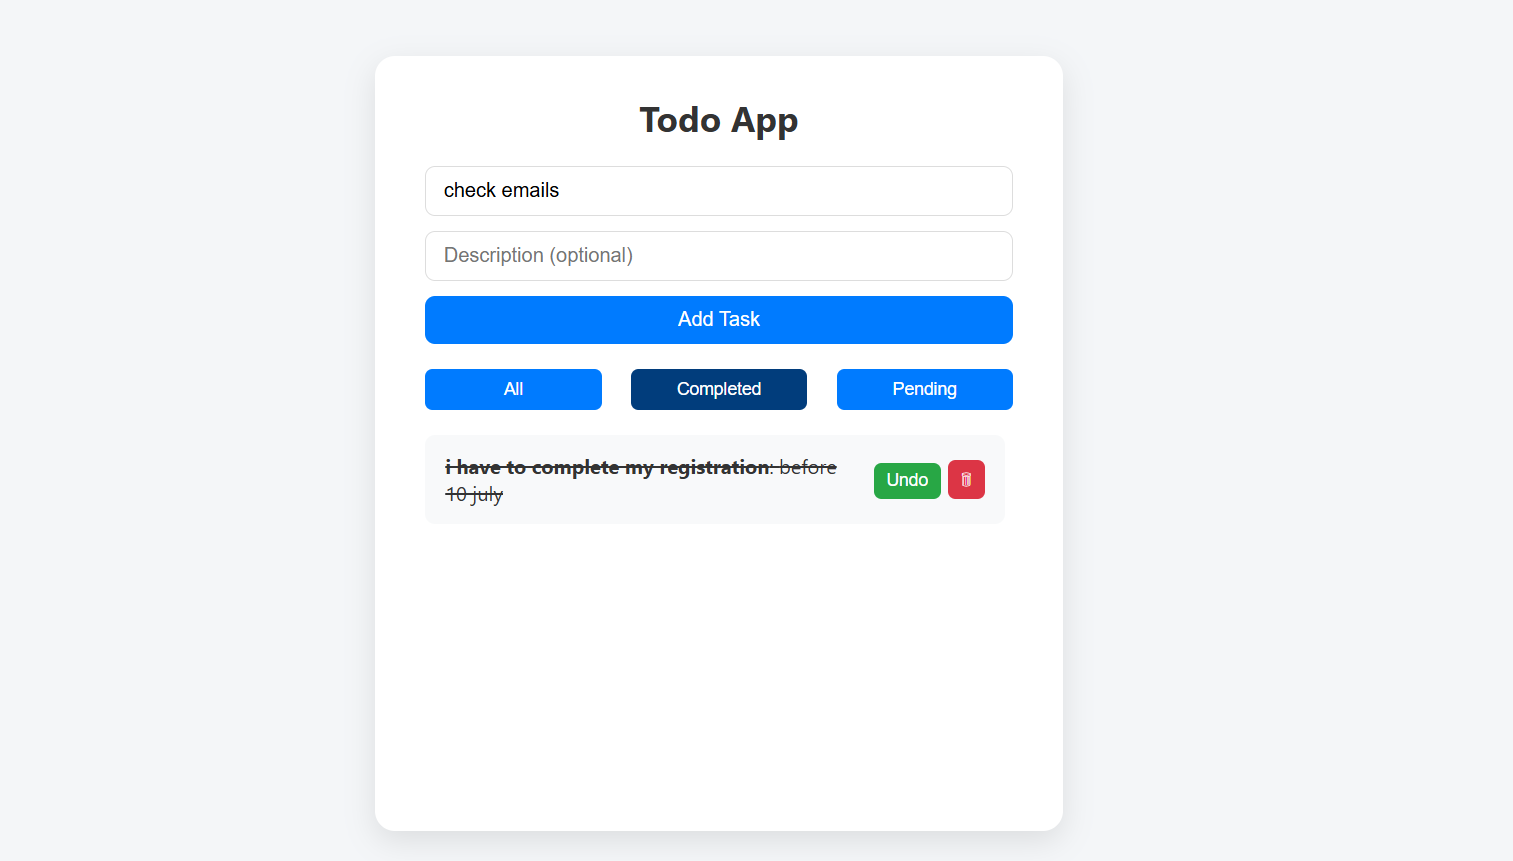 Todo App
check emails
Description (optional)
Add Task
All
Completed
Pending
i have to complete my registration: before
10 july
Undo